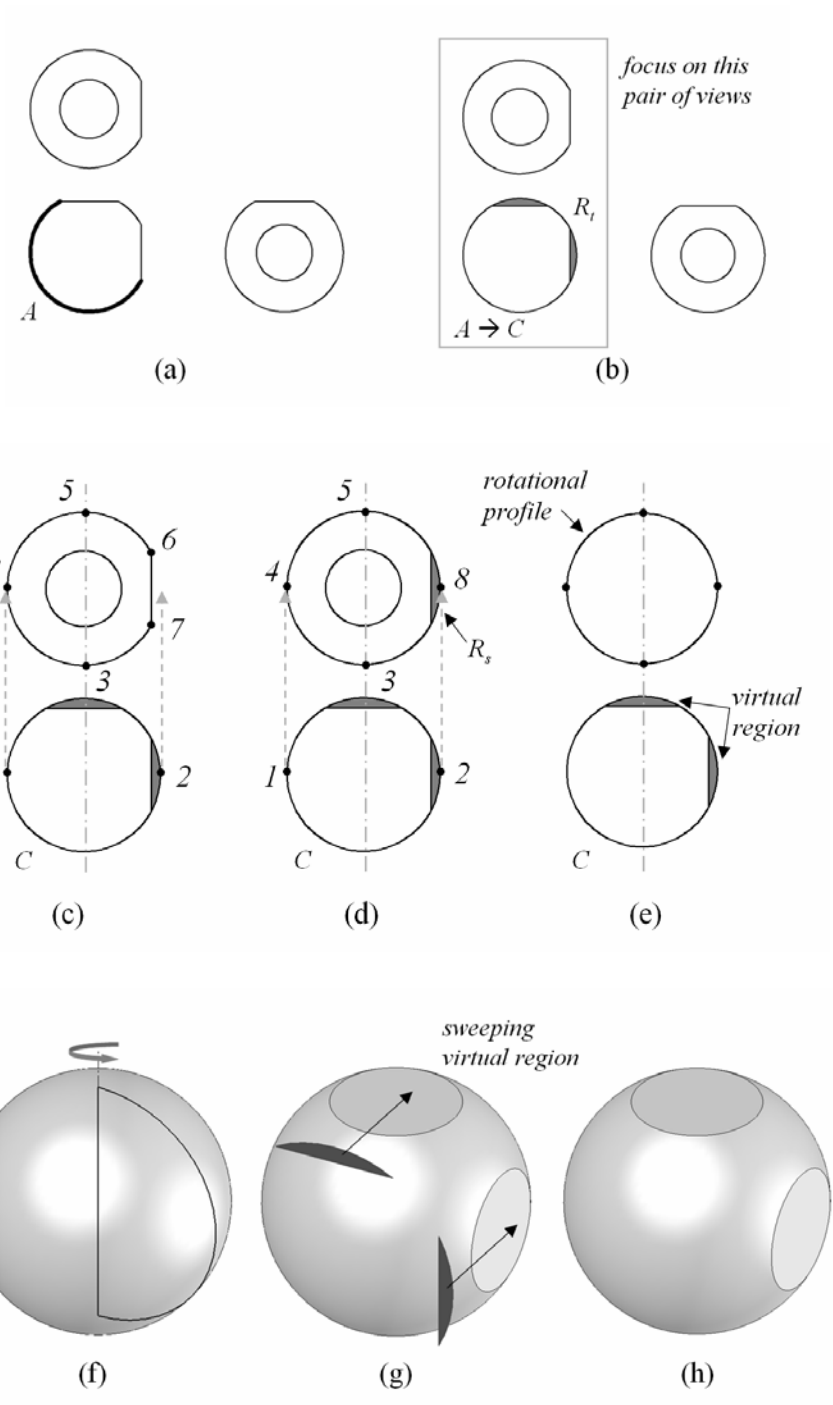 focus on this
pair of views
R_t
A
A → C
(a)
(b)
5
6
7
3
2
C
(c)
5
4
8
R_s
3
1
2
C
(d)
rotational
profile
virtual
region
C
(e)
sweeping
virtual region
(f)
(g)
(h)